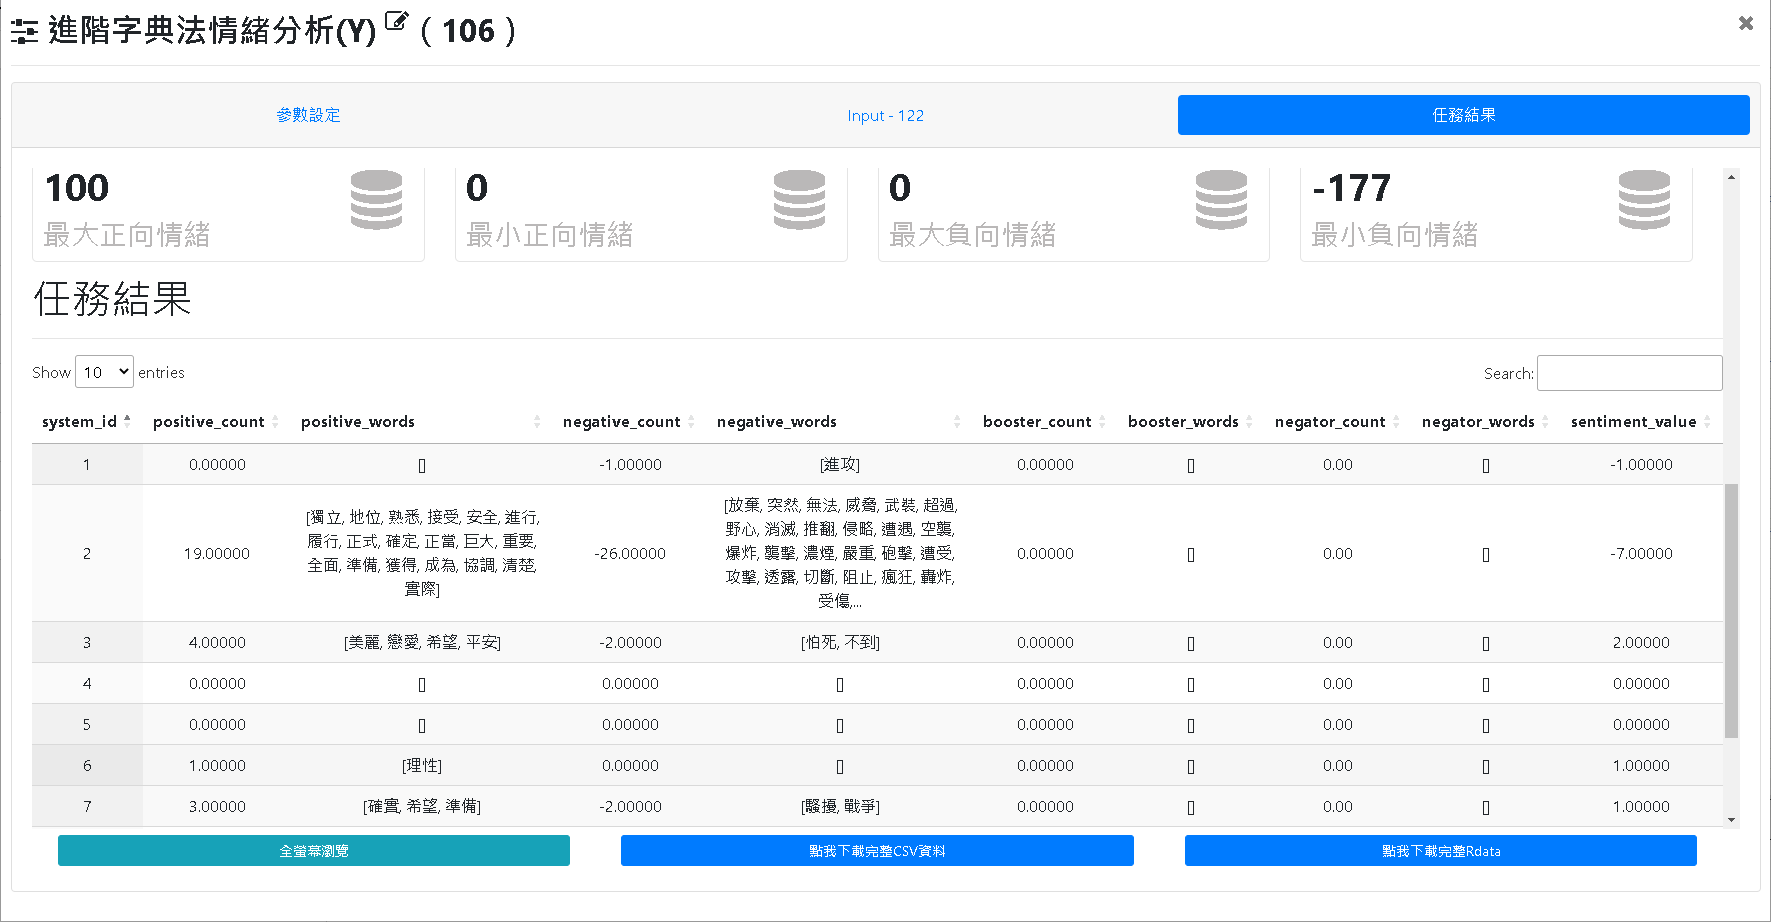 進階字典法情緒分析(Y) ( 106 )
參數設定 Input - 122 任務結果
100 0 0 -177
最大正向情緒 最小正向情緒 最大負向情緒 最小負向情緒
任務結果
Show 10 entries Search:
system_id positive_count positive_words negative_count negative_words booster_count booster_words negator_count negator_words sentiment_value
1 0.00000 [] -1.00000 [進攻] 0.00000 [] 0.00 [] -1.00000
2 19.00000 [獨立, 地位, 熟悉, 接受, 安全, 進行, 履行, 正式, 確定, 正當, 巨大, 重要, 全面, 準備, 獲得, 成為, 協調, 清楚, 實際] -26.00000 [放棄, 突然, 無法, 威脅, 武裝, 超過, 野心, 消滅, 推翻, 侵略, 遭遇, 空襲, 爆炸, 襲擊, 濃煙, 嚴重, 砲擊, 遭受, 攻擊, 透露, 切斷, 阻止, 瘋狂, 轟炸, 受傷,... 0.00000 [] 0.00 [] -7.00000
3 4.00000 [美麗, 戀愛, 希望, 平安] -2.00000 [怕死, 不到] 0.00000 [] 0.00 [] 2.00000
4 0.00000 [] 0.00000 [] 0.00000 [] 0.00 [] 0.00000
5 0.00000 [] 0.00000 [] 0.00000 [] 0.00 [] 0.00000
6 1.00000 [理性] 0.00000 [] 0.00000 [] 0.00 [] 1.00000
7 3.00000 [確實, 希望, 準備] -2.00000 [騷擾, 戰爭] 0.00000 [] 0.00 [] 1.00000
全螢幕瀏覽 點我下載完整CSV資料 點我下載完整Rdata